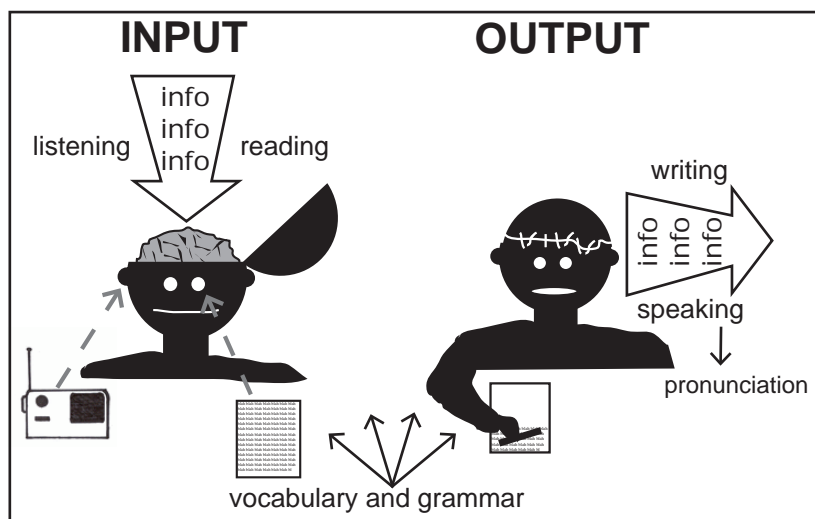 INPUT
OUTPUT
info
info
info
listening
reading
writing
info
info
info
speaking
pronunciation
vocabulary and grammar